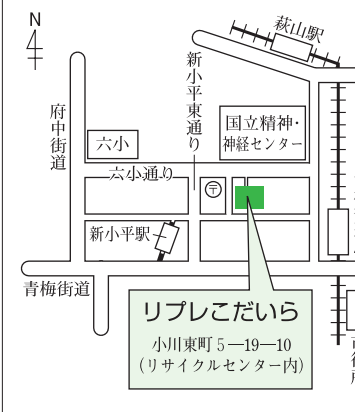 N
萩山駅
新小平東通り
府中街道
国立精神・
神経センター
六小
六小通り
〒
新小平駅
青梅街道
リプレこだいら
小川東町 5―19―10
(リサイクルセンター内)